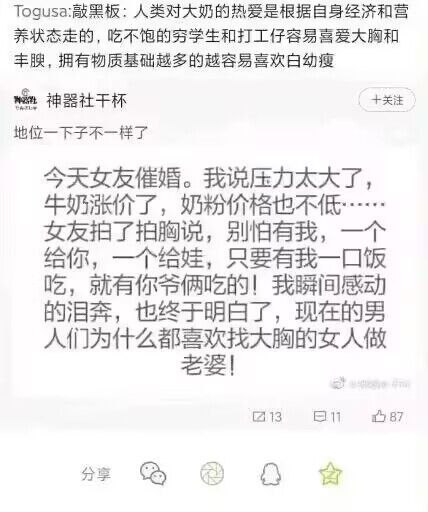 Togusa:敲黑板：人类对大奶的热爱是根据自身经济和营
养状态走的，吃不饱的穷学生和打工仔容易喜爱大胸和
丰腴，拥有物质基础越多的越容易喜欢白幼瘦
神器社干杯
+关注
地位一下子不一样了
今天女友催婚。我说压力太大了，
牛奶涨价了，奶粉价格也不低……
女友拍了拍胸说，别怕有我，一个
给你，一个给娃，只要有我一口饭
吃，就有你爷俩吃的！我瞬间感动
的泪奔，也终于明白了，现在的男
人们为什么都喜欢找大胸的女人做
老婆！
13
11
87
分享